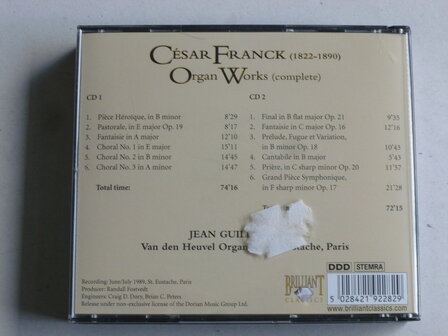 CÉSAR FRANCK (1822-1890)
ORGAN WORKS (complete)
CD 1
1. Pièce Héroïque, in B minor 8'29
2. Pastorale, in E major Op. 19 8'17
3. Fantaisie in A major 12'10
4. Choral No. 1 in E major 15'11
5. Choral No. 2 in B minor 14'45
6. Choral No. 3 in A minor 14'47
Total time: 74'16
CD 2
1. Final in B flat major Op. 21 9'35
2. Fantaisie in C major Op. 16 12'16
3. Prélude, Fugue et Variation,
in B minor Op. 18 10'43
4. Cantabile in B major 5'43
5. Prière, in C sharp minor Op. 20 11'57
6. Grand Pièce Symphonique,
in F sharp minor Op. 17 21'28
72'15
JEAN
Van den Heuvel Organ Paris
Recording: June/July 1989, St. Eustache, Paris
Producer: Randall Fostvedt
Engineers: Craig D. Dory, Brian C. Peters
Release under non-exclusive license of the Dorian Music Group Ltd.
BRILLIANT
CLASSICS
DDD STEMRA
5 028421 922829
www.brilliantclassics.com